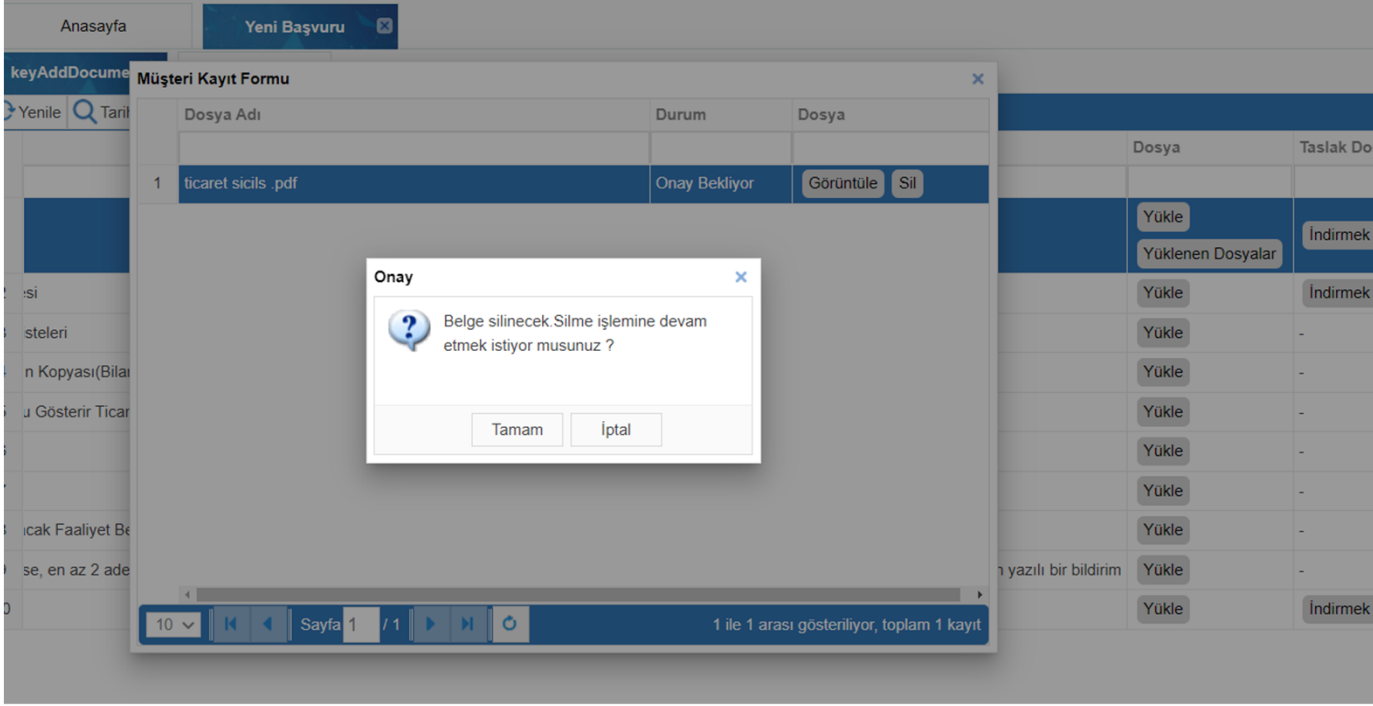 Anasayfa
Yeni Başvuru
keyAddDocume
Müşteri Kayıt Formu
Yenile
Tarih
Dosya Adı
Durum
Dosya
Dosya
Taslak Do
1
ticaret sicils .pdf
Onay Bekliyor
Görüntüle
Sil
Yükle
Yüklenen Dosyalar
İndirmek
Onay
Belge silinecek.Silme işlemine devam
etmek istiyor musunuz ?
Tamam
İptal
esi
Yükle
İndirmek
isteleri
Yükle
-
n Kopyası(Bilan
Yükle
-
u Gösterir Ticar
Yükle
-
Yükle
-
Yükle
-
ıcak Faaliyet Be
Yükle
-
se, en az 2 ade
n yazılı bir bildirim
Yükle
-
Yükle
İndirmek
10
Sayfa 1 / 1
1 ile 1 arası gösteriliyor, toplam 1 kayıt